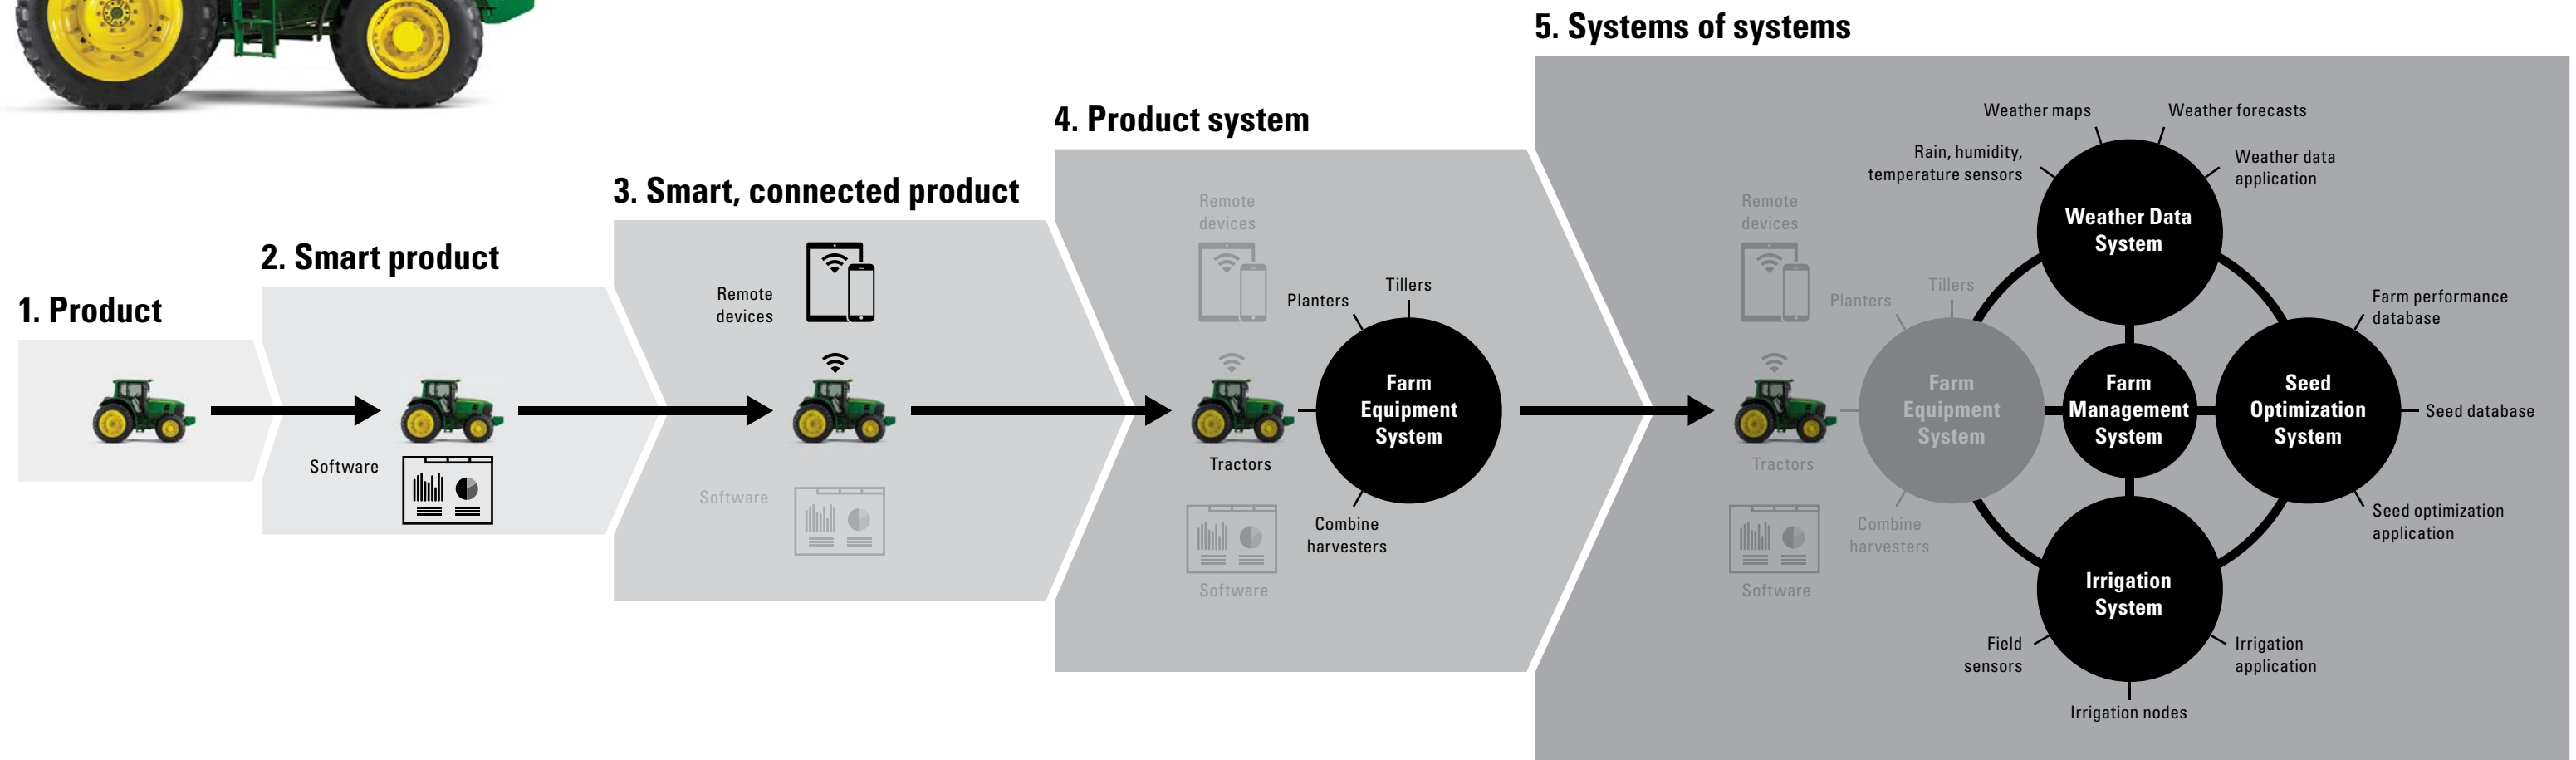 1. Product
2. Smart product
Software
3. Smart, connected product
Remote
devices
Software
4. Product system
Remote
devices
Tillers
Planters
Farm
Equipment
System
Tractors
Combine
harvesters
Software
5. Systems of systems
Remote
devices
Tillers
Planters
Farm
Equipment
System
Tractors
Combine
harvesters
Software
Weather maps
Weather forecasts
Rain, humidity,
temperature sensors
Weather data
application
Weather Data
System
Farm
Management
System
Farm performance
database
Seed
Optimization
System
Seed database
Seed optimization
application
Irrigation
System
Field
sensors
Irrigation
application
Irrigation nodes